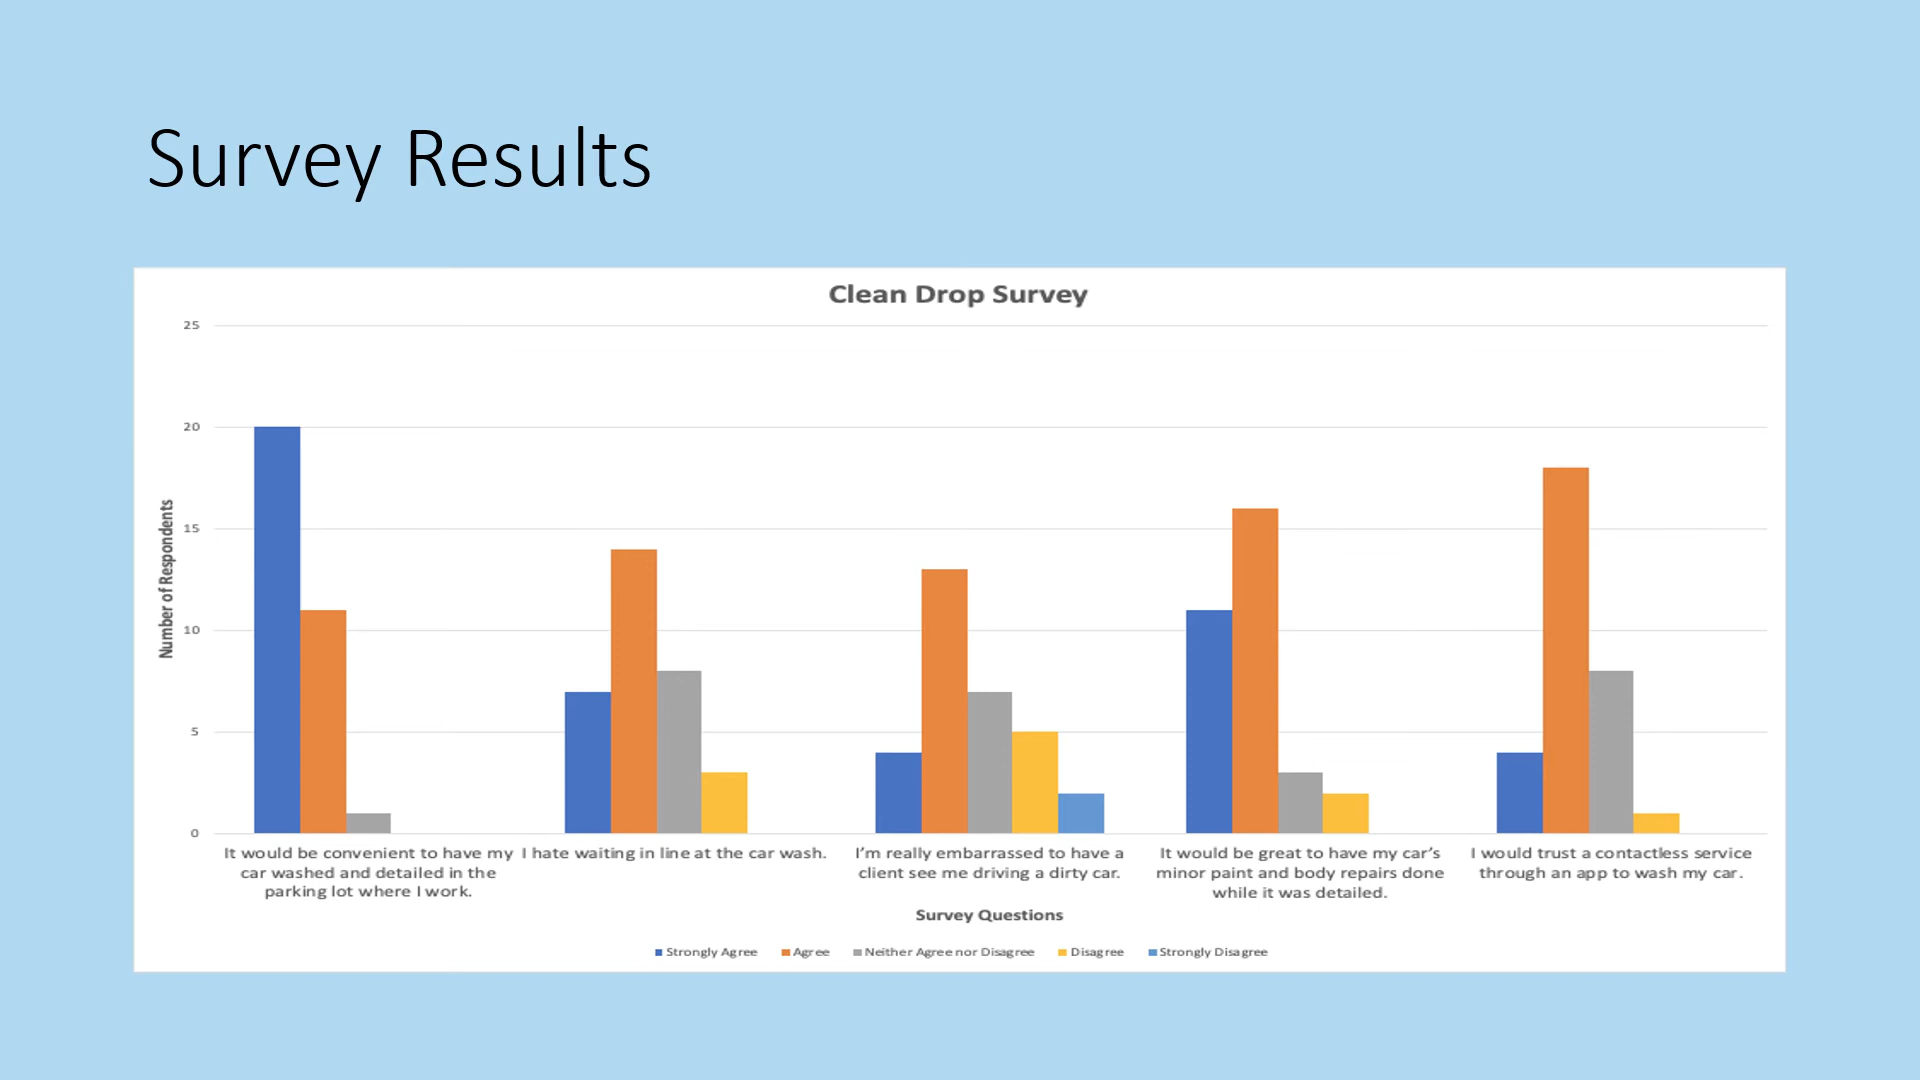 Survey Results
Clean Drop Survey
25
20
15
10
5
0
Number of Respondents
It would be convenient to have my
car washed and detailed in the
parking lot where I work.
I hate waiting in line at the car wash.
I'm really embarrassed to have a
client see me driving a dirty car.
It would be great to have my car's
minor paint and body repairs done
while it was detailed.
I would trust a contactless service
through an app to wash my car.
Survey Questions
Strongly Agree Agree Neither Agree nor Disagree Disagree Strongly Disagree